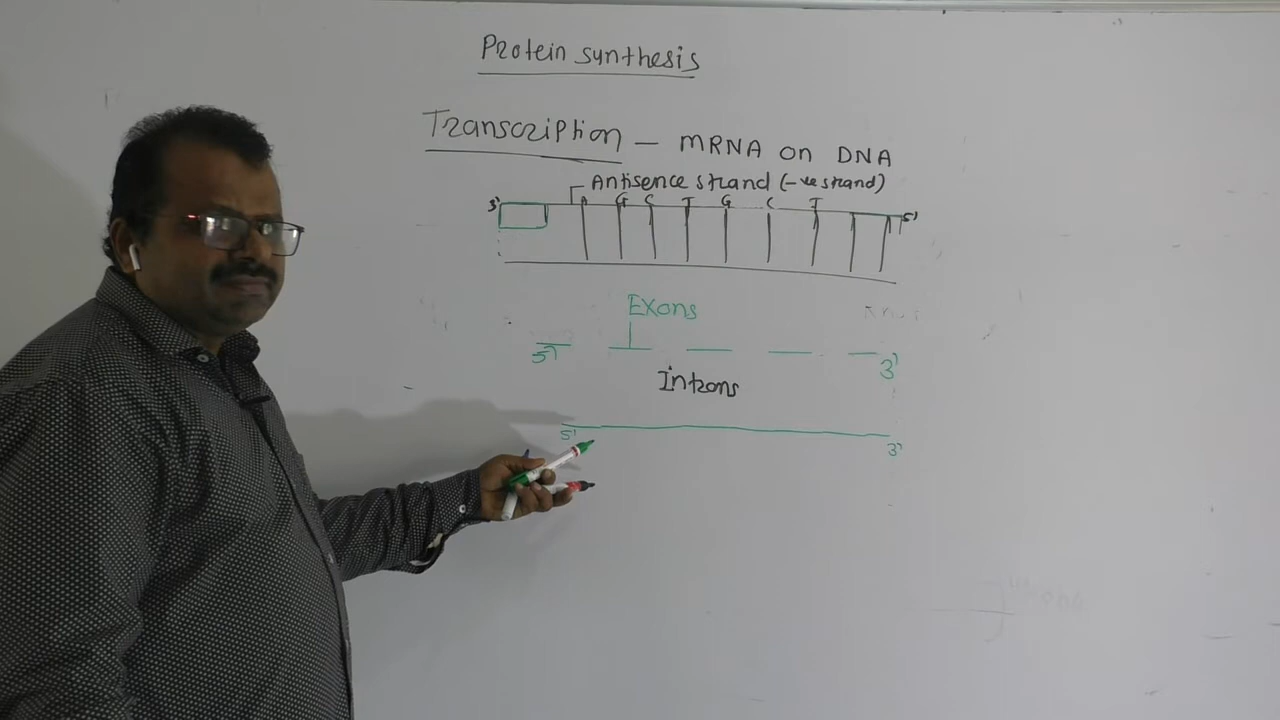 Protein synthesis
Transcription — mRNA on DNA
Antisence strand (-ve strand)
3' A G C T G C T 5'
Exons
5' 3'
Introns
5' 3'